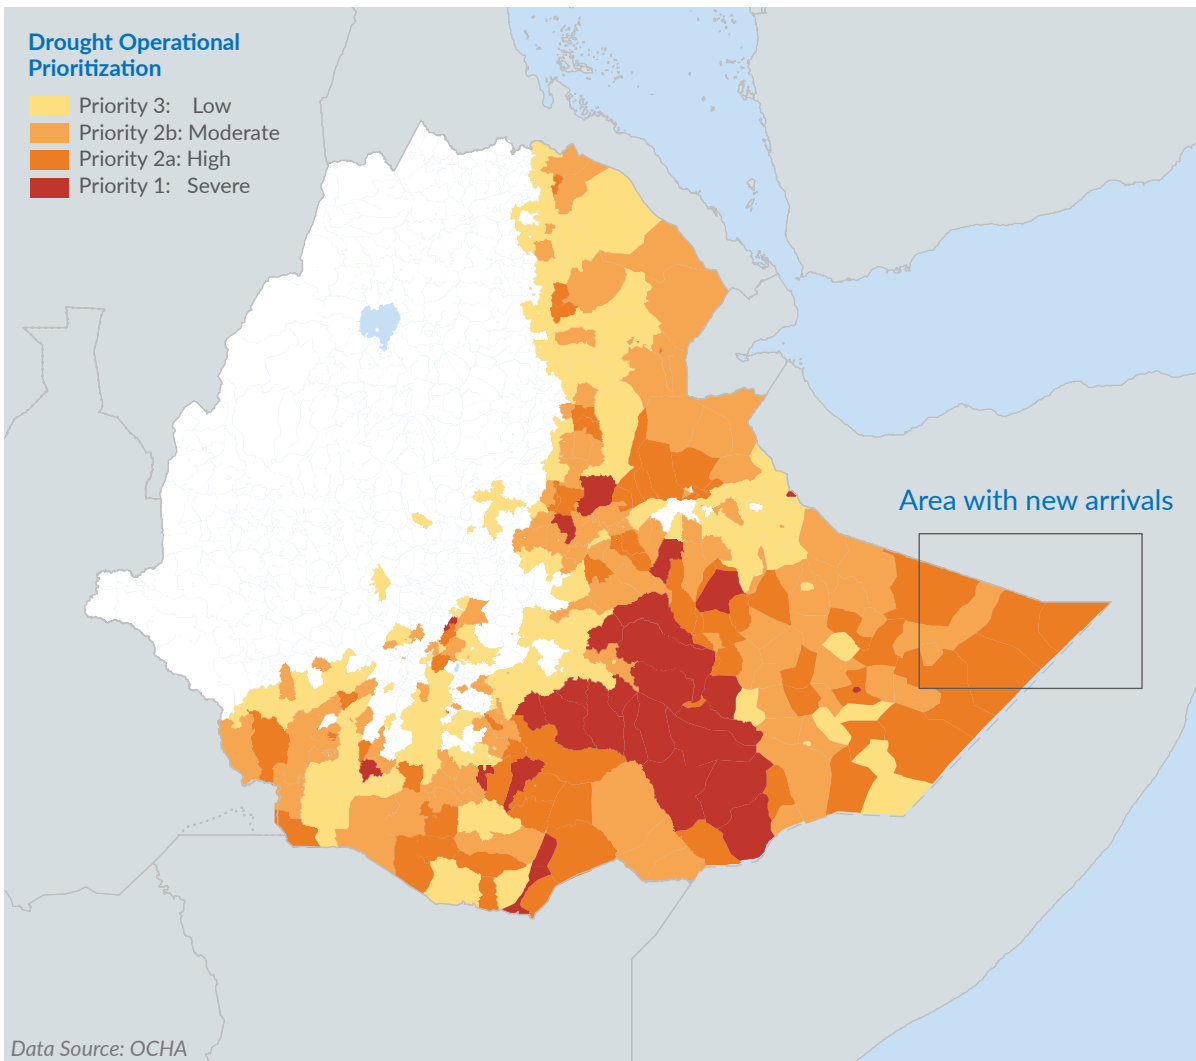 Drought Operational
Prioritization
Priority 3: Low
Priority 2b: Moderate
Priority 2a: High
Priority 1: Severe
Area with new arrivals
Data Source: OCHA